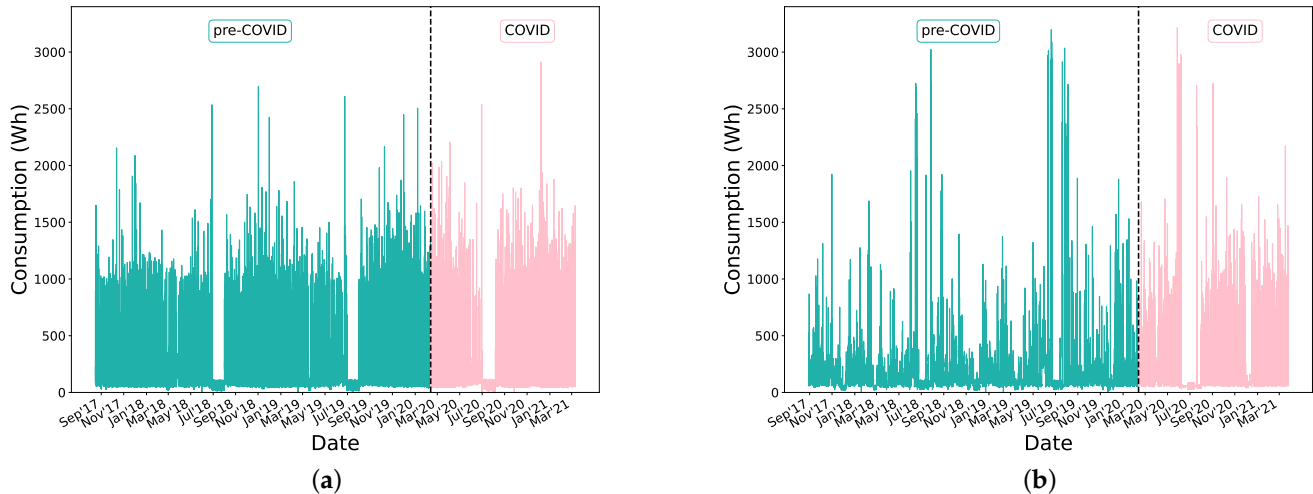 pre-COVID
COVID
Consumption (Wh)
3000
2500
2000
1500
1000
500
0
Sep'17
Nov'17
Jan'18
Mar'18
May'18
Jul'18
Sep'18
Nov'18
Jan'19
Mar'19
May'19
Jul'19
Sep'19
Nov'19
Jan'20
Mar'20
May'20
Jul'20
Sep'20
Nov'20
Jan'21
Mar'21
Date
(a)
pre-COVID
COVID
Consumption (Wh)
3000
2500
2000
1500
1000
500
0
Sep'17
Nov'17
Jan'18
Mar'18
May'18
Jul'18
Sep'18
Nov'18
Jan'19
Mar'19
May'19
Jul'19
Sep'19
Nov'19
Jan'20
Mar'20
May'20
Jul'20
Sep'20
Nov'20
Jan'21
Mar'21
Date
(b)